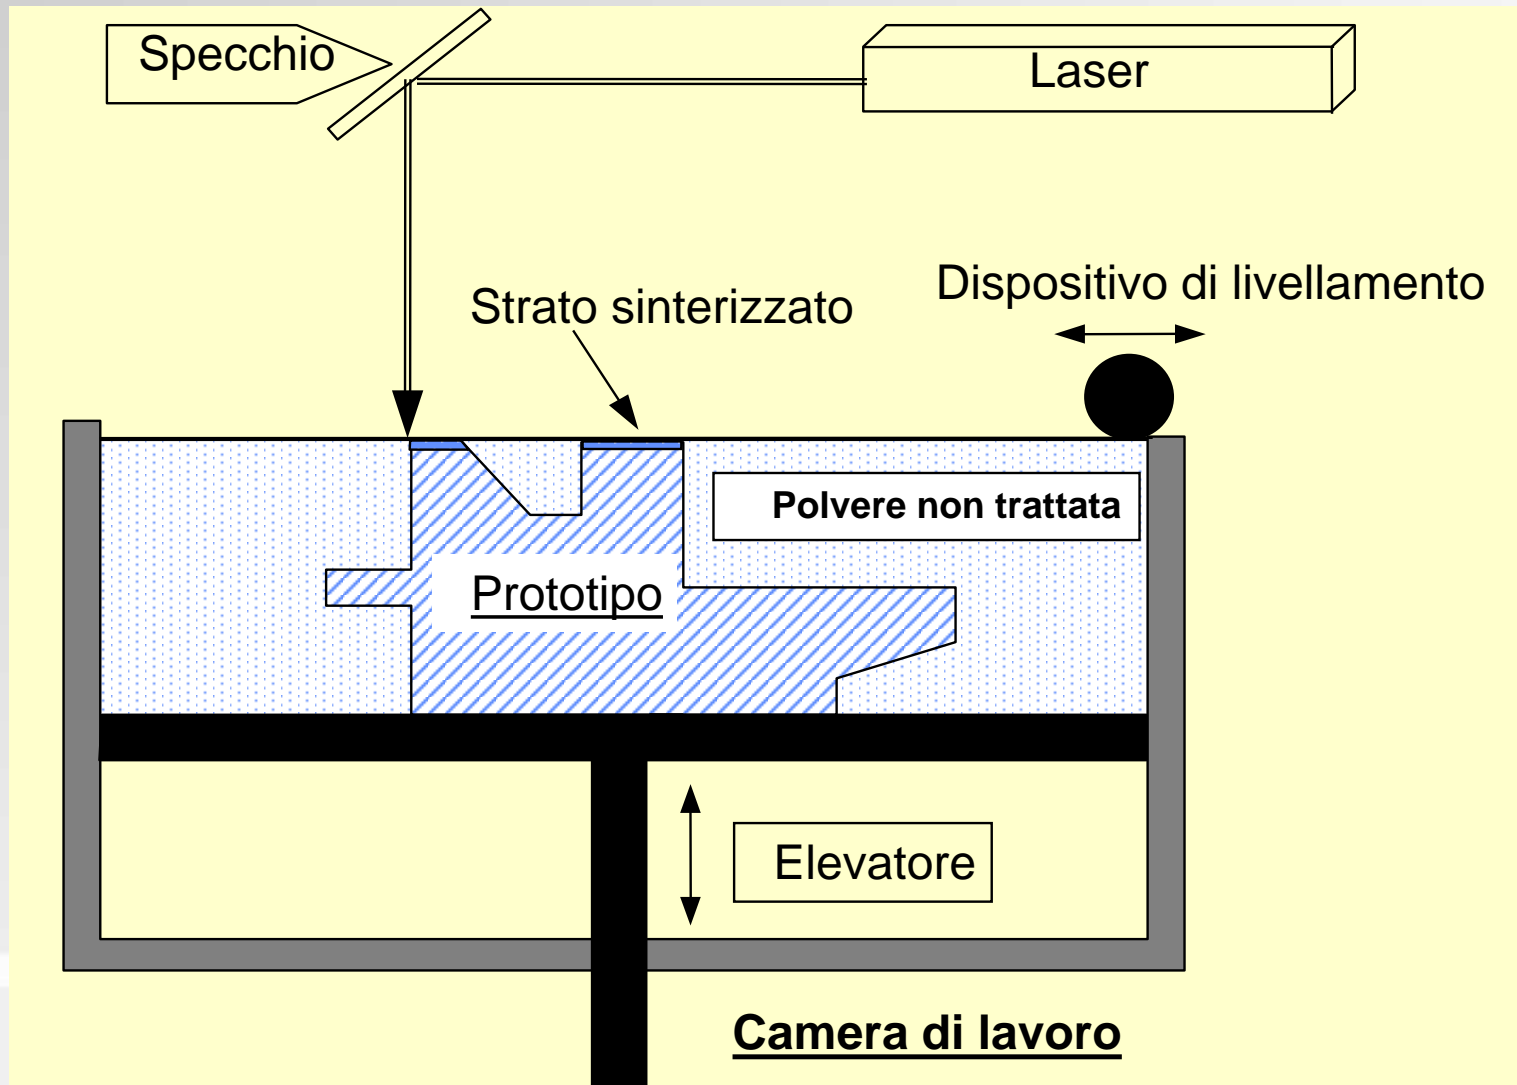 Specchio
Laser
Dispositivo di livellamento
Strato sinterizzato
Polvere non trattata
Prototipo
Elevatore
Camera di lavoro